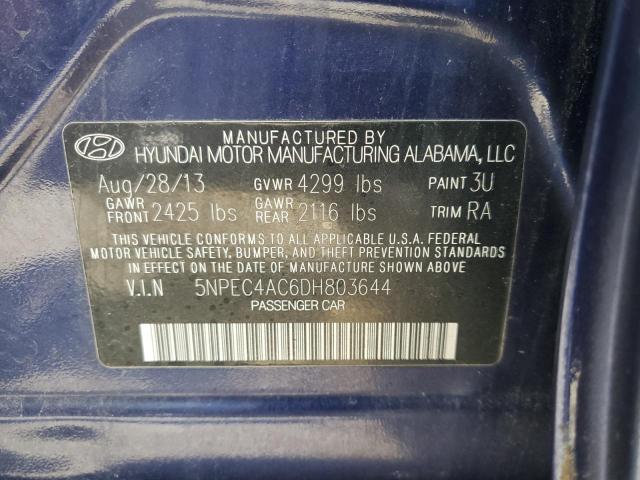 MANUFACTURED BY
HYUNDAI MOTOR MANUFACTURING ALABAMA, LLC
Aug/28/13 GVWR 4299 lbs PAINT 3U
GAWR FRONT 2425 lbs GAWR REAR 2116 lbs TRIM RA
THIS VEHICLE CONFORMS TO ALL APPLICABLE U.S.A. FEDERAL
MOTOR VEHICLE SAFETY, BUMPER, AND THEFT PREVENTION
STANDARDS IN EFFECT ON THE DATE OF MANUFACTURE SHOWN ABOVE
V.I.N 5NPEC4AC6DH803644
PASSENGER CAR